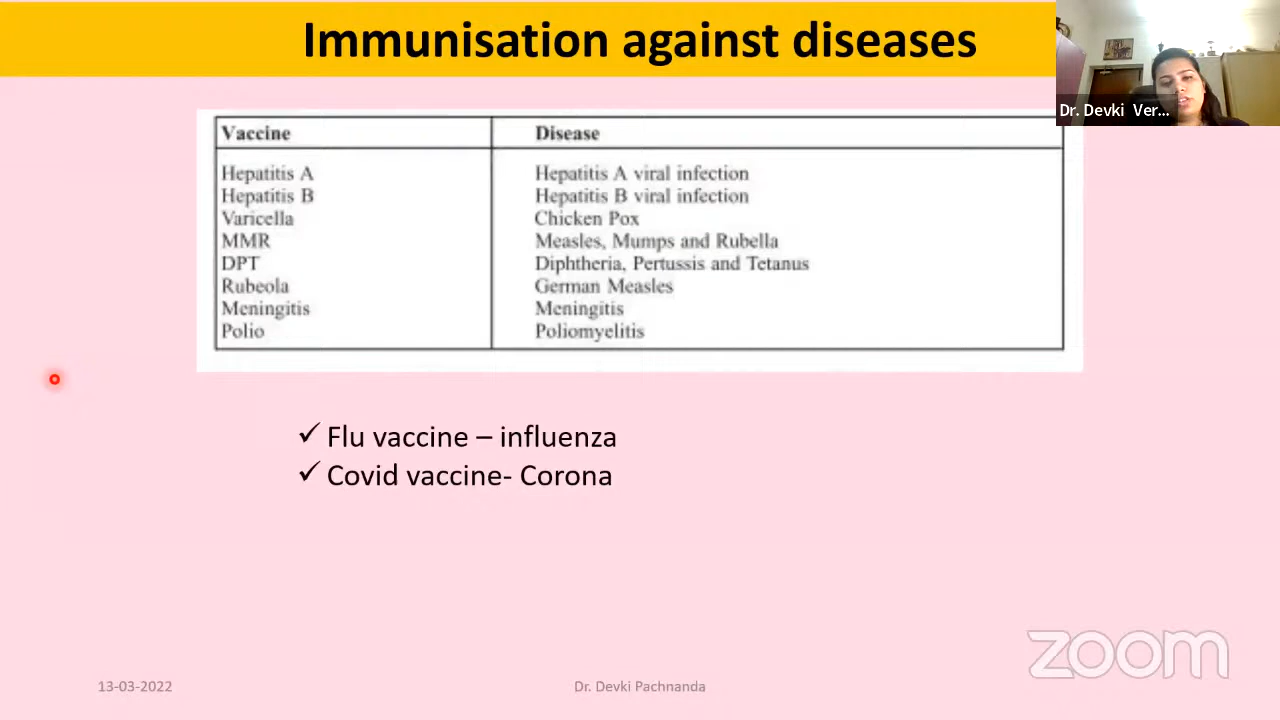 Immunisation against diseases
Dr. Devki Ver...
Vaccine Disease
Hepatitis A Hepatitis A viral infection
Hepatitis B Hepatitis B viral infection
Varicella Chicken Pox
MMR Measles, Mumps and Rubella
DPT Diphtheria, Pertussis and Tetanus
Rubeola German Measles
Meningitis Meningitis
Polio Poliomyelitis
✓ Flu vaccine – influenza
✓ Covid vaccine- Corona
zoom
13-03-2022 Dr. Devki Pachnanda